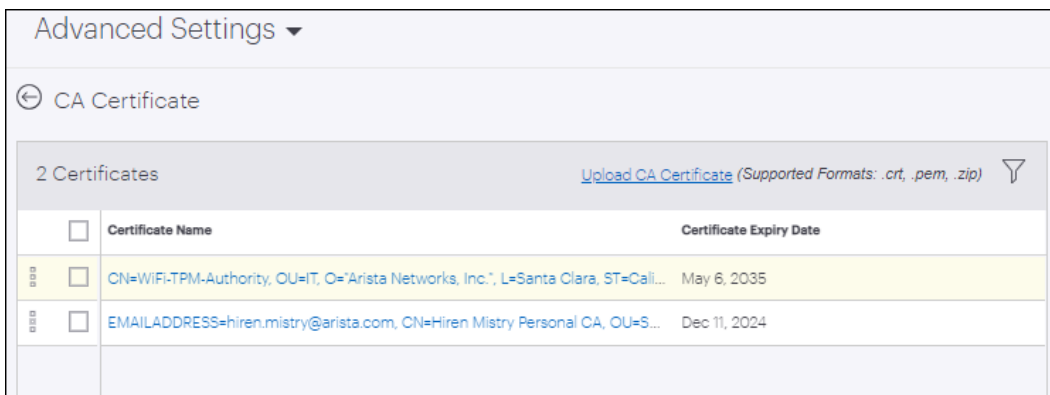 Advanced Settings
CA Certificate
2 Certificates
Upload CA Certificate (Supported Formats: .crt, .pem, .zip)
Certificate Name Certificate Expiry Date
CN=WiFi-TPM-Authority, OU=IT, O="Arista Networks, Inc.", L=Santa Clara, ST=Cali... May 6, 2035
EMAILADDRESS=hiren.mistry@arista.com, CN=Hiren Mistry Personal CA, OU=S... Dec 11, 2024